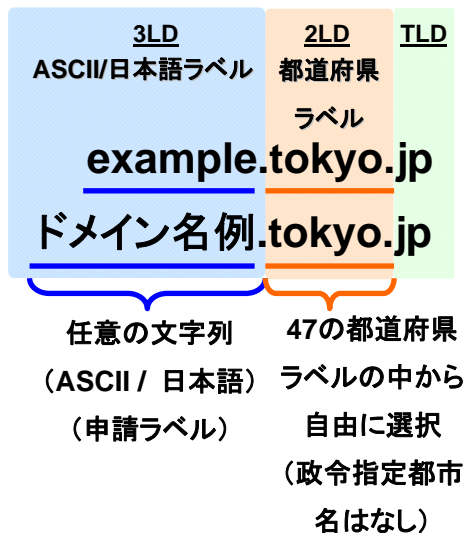 3LD 2LD TLD
ASCII/日本語ラベル 都道府県
ラベル
example.tokyo.jp
ドメイン名例.tokyo.jp
任意の文字列
（ASCII / 日本語）
（申請ラベル）
47の都道府県
ラベルの中から
自由に選択
（政令指定都市
名はなし）